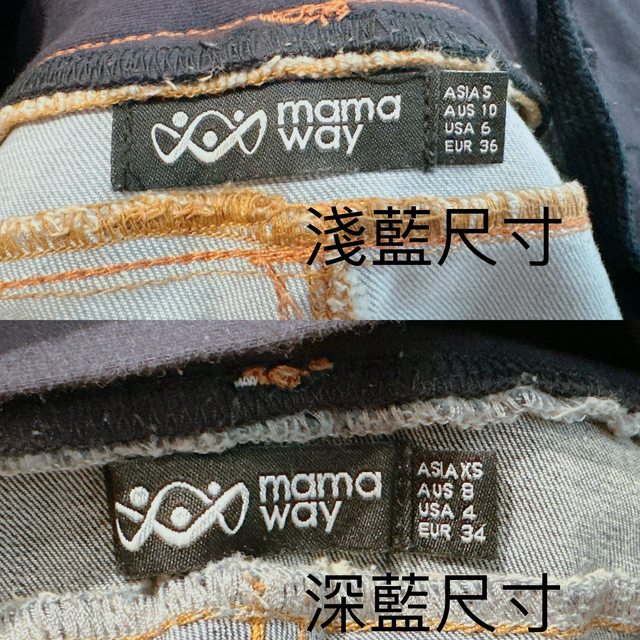 mama
way
ASIA S
AUS 10
USA 6
EUR 36
淺藍尺寸
mama
way
ASIA XS
AUS 8
USA 4
EUR 34
深藍尺寸